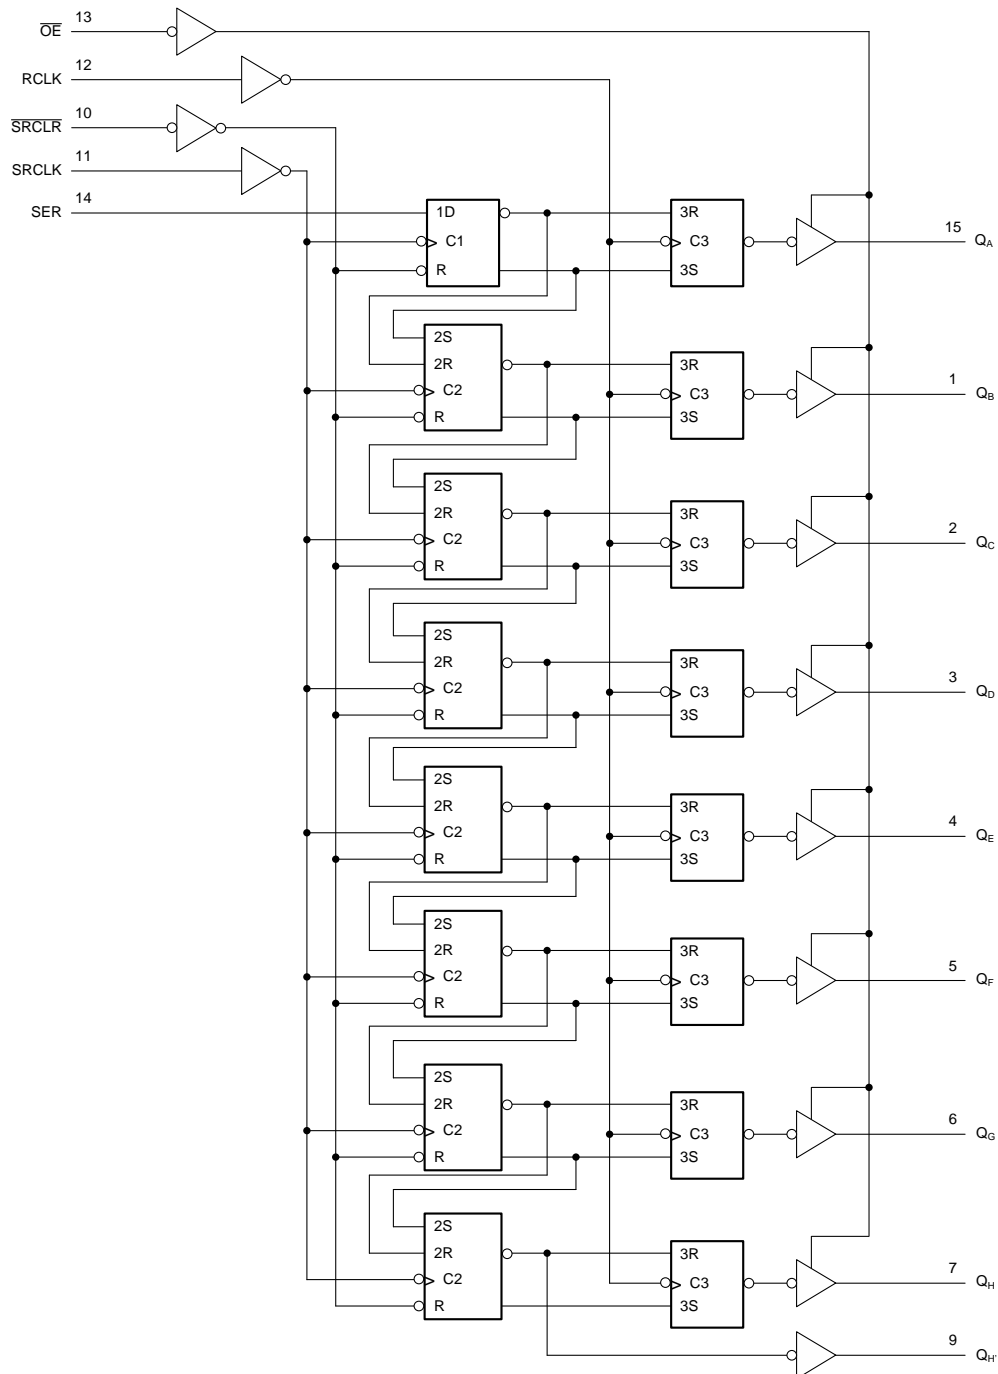 O̅E̅ 13
RCLK 12
S̅R̅C̅L̅R̅ 10
SRCLK 11
SER 14
1D
C1
R
3R
C3
3S
15 QA
2S
2R
C2
R
3R
C3
3S
1 QB
2S
2R
C2
R
3R
C3
3S
2 QC
2S
2R
C2
R
3R
C3
3S
3 QD
2S
2R
C2
R
3R
C3
3S
4 QE
2S
2R
C2
R
3R
C3
3S
5 QF
2S
2R
C2
R
3R
C3
3S
6 QG
2S
2R
C2
R
3R
C3
3S
7 QH
9 QH'